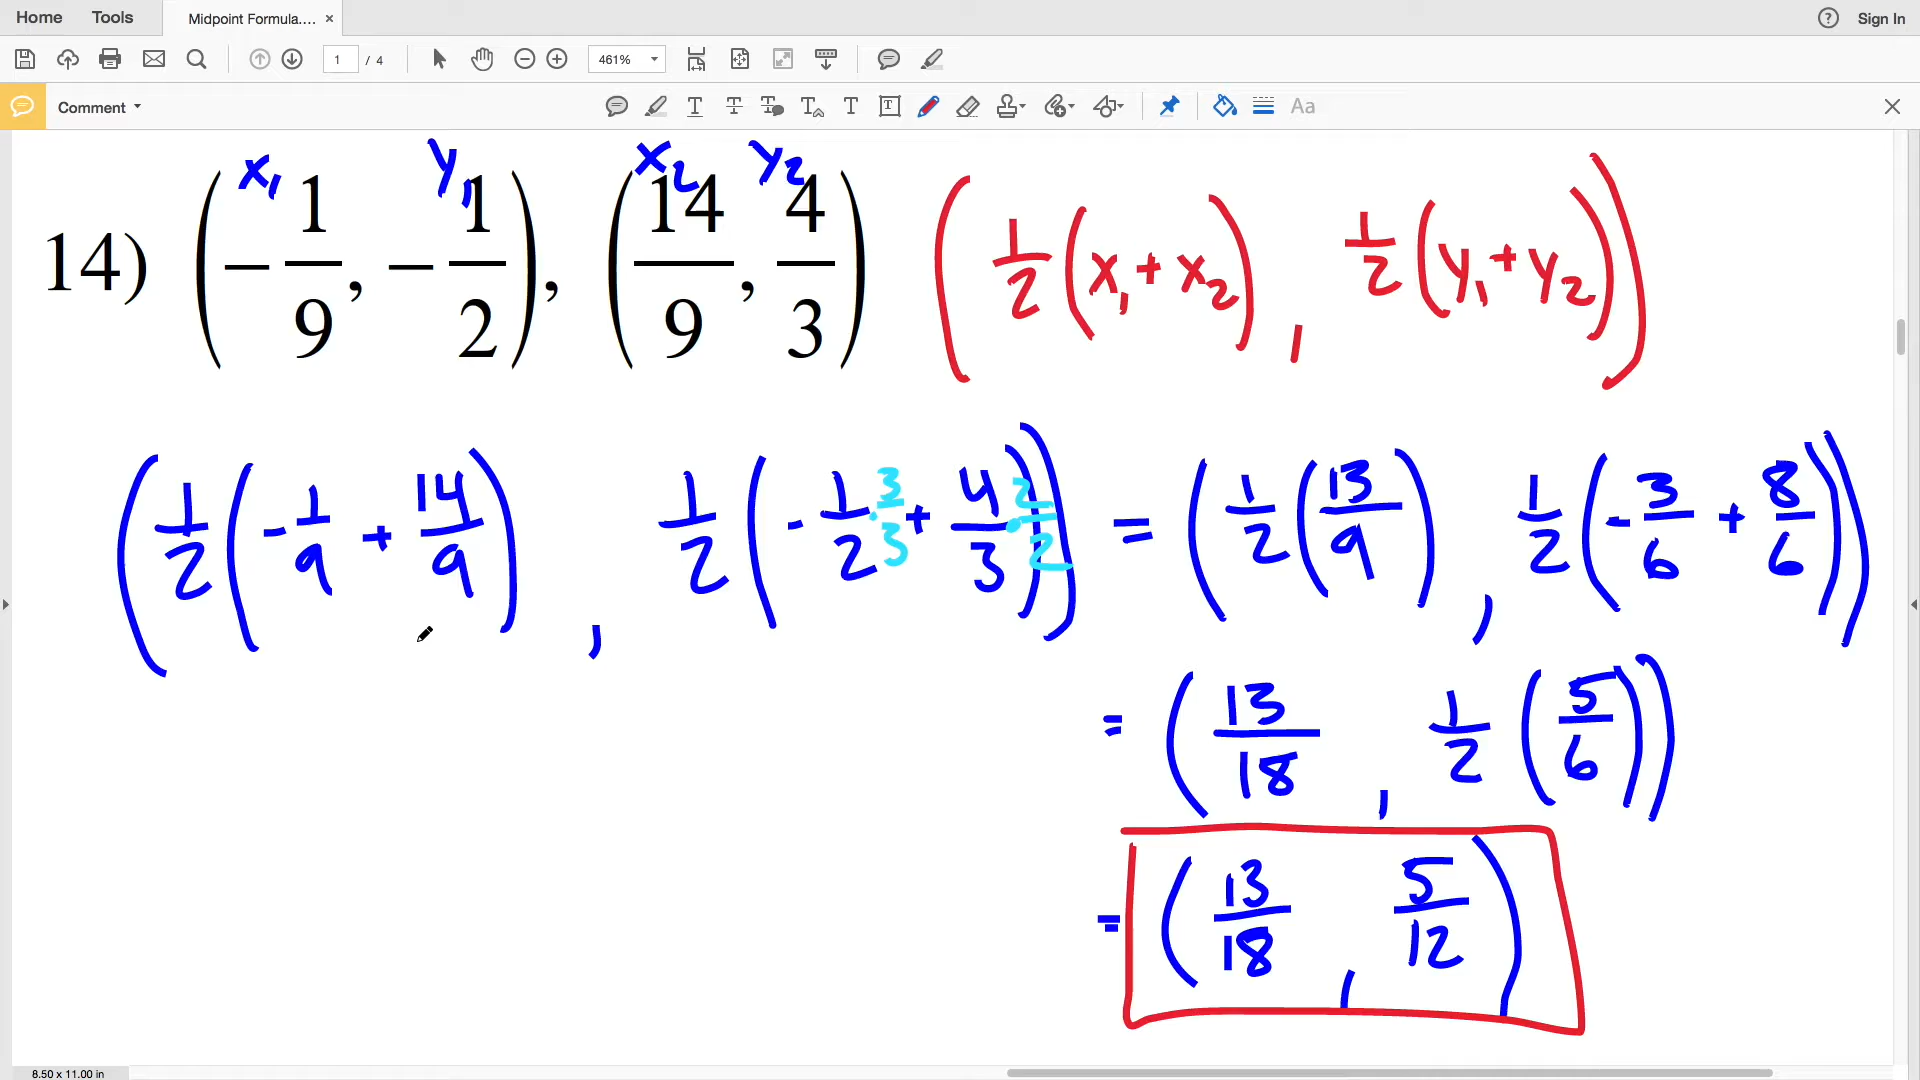 Home Tools Midpoint Formula.... × ? Sign In
1 / 4 461%
Comment T T T T T T Aa
x₁ y₁ x₂ y₂
14) (-1/9, -1/2), (14/9, 4/3) (1/2(x₁ + x₂), 1/2(y₁ + y₂))
(1/2(-1/9 + 14/9), 1/2(-1/2 · 3/3 + 4/3 · 2/2)) = (1/2(13/9), 1/2(-3/6 + 8/6))
= (13/18, 1/2(5/6))
= (13/18, 5/12)
8.50 x 11.00 in